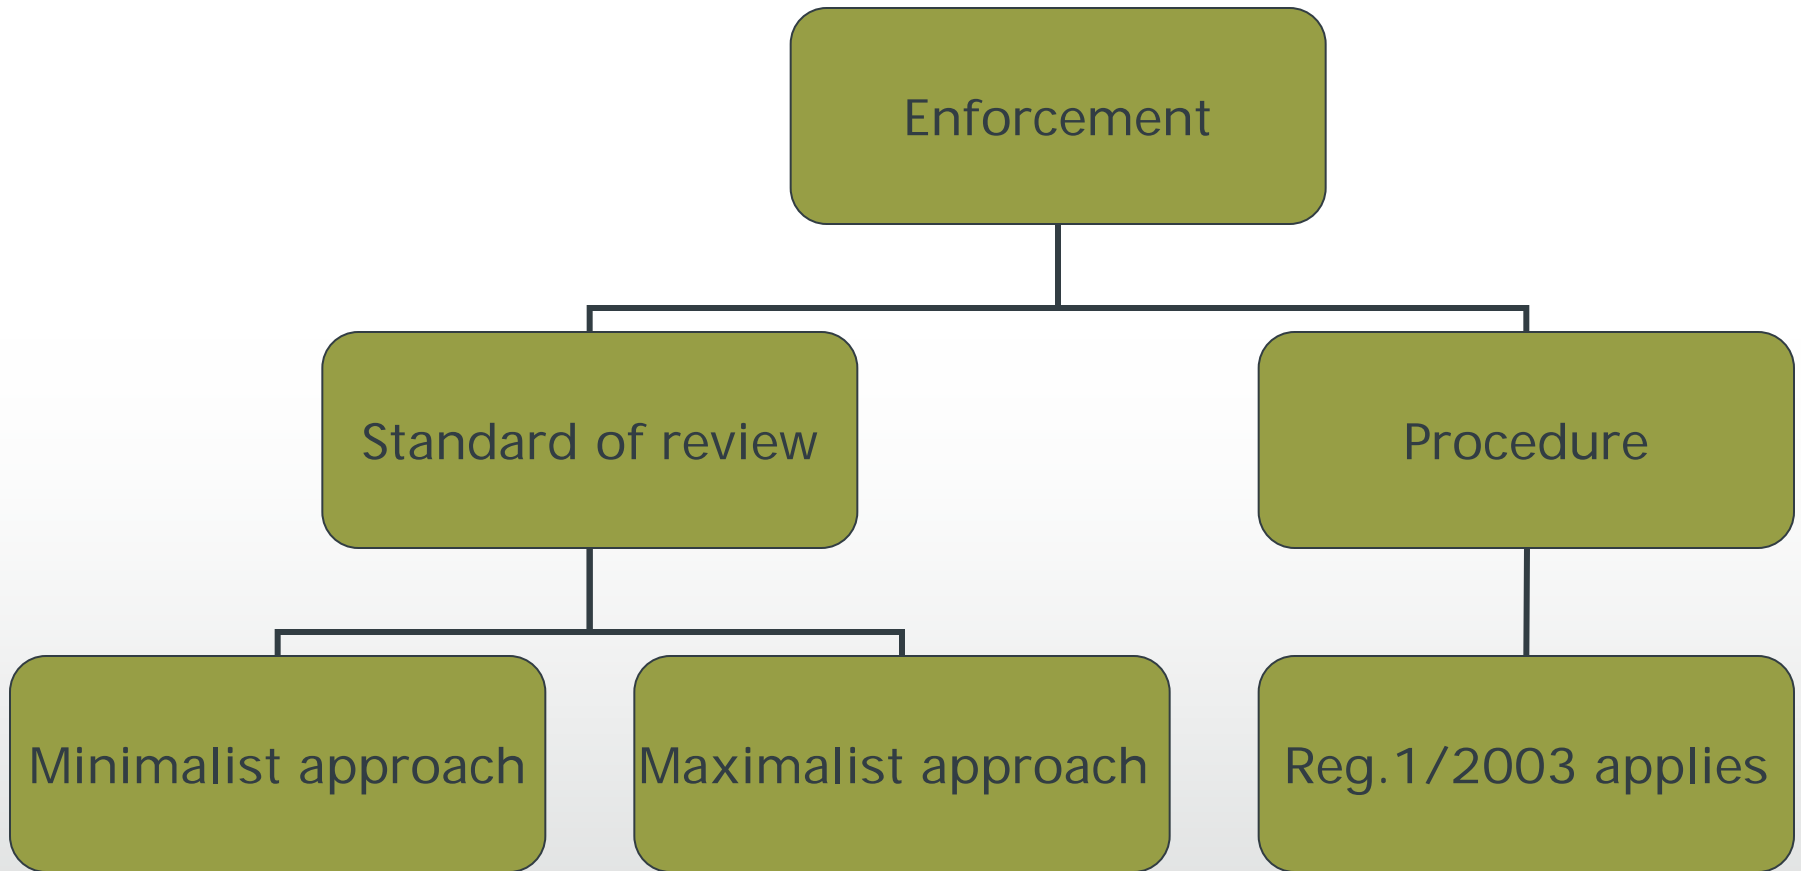 Enforcement
Standard of review
Procedure
Minimalist approach
Maximalist approach
Reg.1/2003 applies